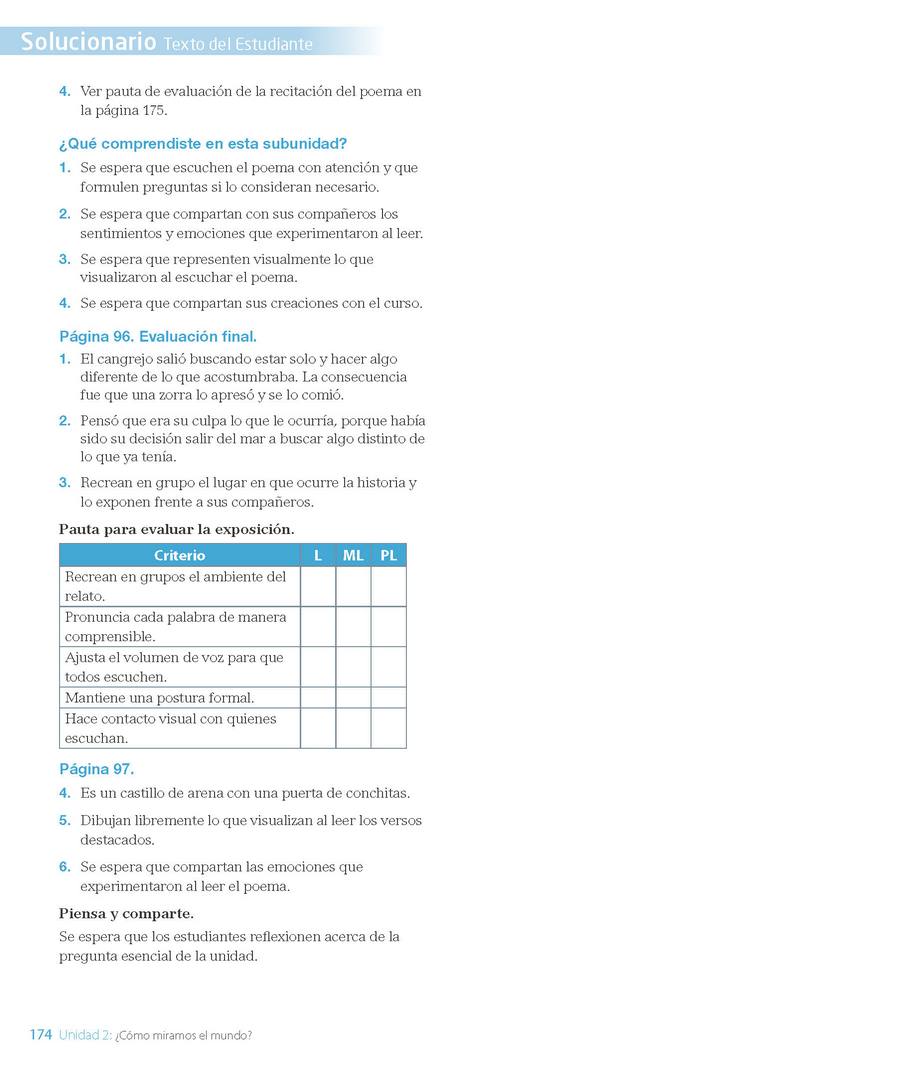 Solucionario Texto del Estudiante
4. Ver pauta de evaluación de la recitación del poema en
la página 175.
¿Qué comprendiste en esta subunidad?
1. Se espera que escuchen el poema con atención y que
formulen preguntas si lo consideran necesario.
2. Se espera que compartan con sus compañeros los
sentimientos y emociones que experimentaron al leer.
3. Se espera que representen visualmente lo que
visualizaron al escuchar el poema.
4. Se espera que compartan sus creaciones con el curso.
Página 96. Evaluación final.
1. El cangrejo salió buscando estar solo y hacer algo
diferente de lo que acostumbraba. La consecuencia
fue que una zorra lo apresó y se lo comió.
2. Pensó que era su culpa lo que le ocurría, porque había
sido su decisión salir del mar a buscar algo distinto de
lo que ya tenía.
3. Recrean en grupo el lugar en que ocurre la historia y
lo exponen frente a sus compañeros.
Pauta para evaluar la exposición.
Criterio L ML PL
Recrean en grupos el ambiente del
relato.
Pronuncia cada palabra de manera
comprensible.
Ajusta el volumen de voz para que
todos escuchen.
Mantiene una postura formal.
Hace contacto visual con quienes
escuchan.
Página 97.
4. Es un castillo de arena con una puerta de conchitas.
5. Dibujan libremente lo que visualizan al leer los versos
destacados.
6. Se espera que compartan las emociones que
experimentaron al leer el poema.
Piensa y comparte.
Se espera que los estudiantes reflexionen acerca de la
pregunta esencial de la unidad.
174 Unidad 2: ¿Cómo miramos el mundo?